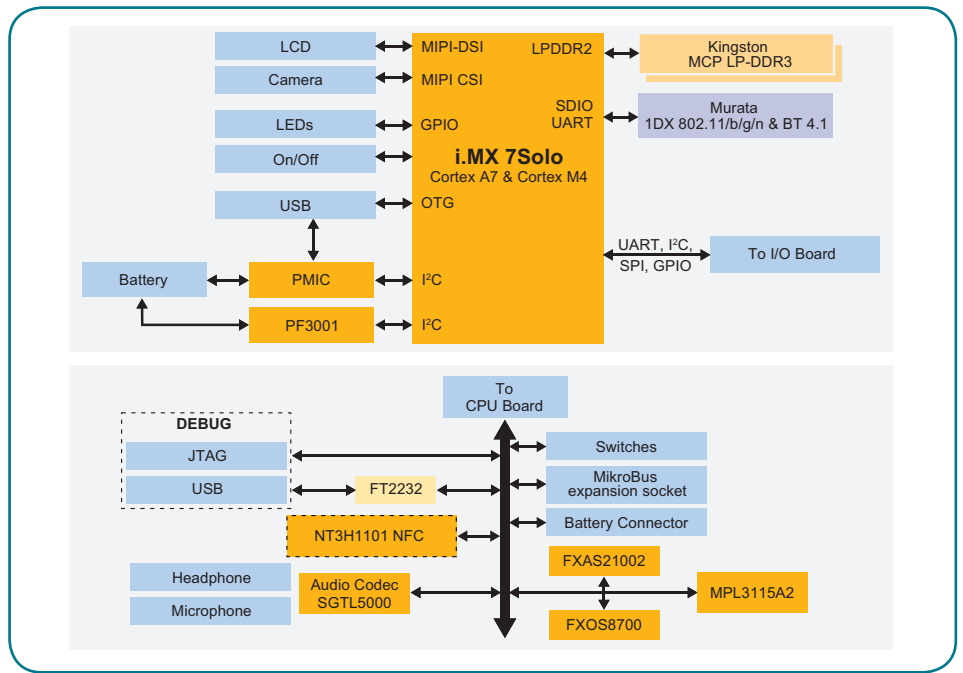 LCD
MIPI-DSI
LPDDR2
Kingston
MCP LP-DDR3
Camera
MIPI CSI
SDIO
UART
Murata
1DX 802.11/b/g/n & BT 4.1
LEDs
GPIO
On/Off
i.MX 7Solo
Cortex A7 & Cortex M4
USB
OTG
UART, I²C,
SPI, GPIO
To I/O Board
Battery
PMIC
I²C
PF3001
I²C
To
CPU Board
DEBUG
JTAG
USB
FT2232
Switches
MikroBus
expansion socket
Battery Connector
NT3H1101 NFC
FXAS21002
Headphone
Microphone
Audio Codec
SGTL5000
MPL3115A2
FXOS8700